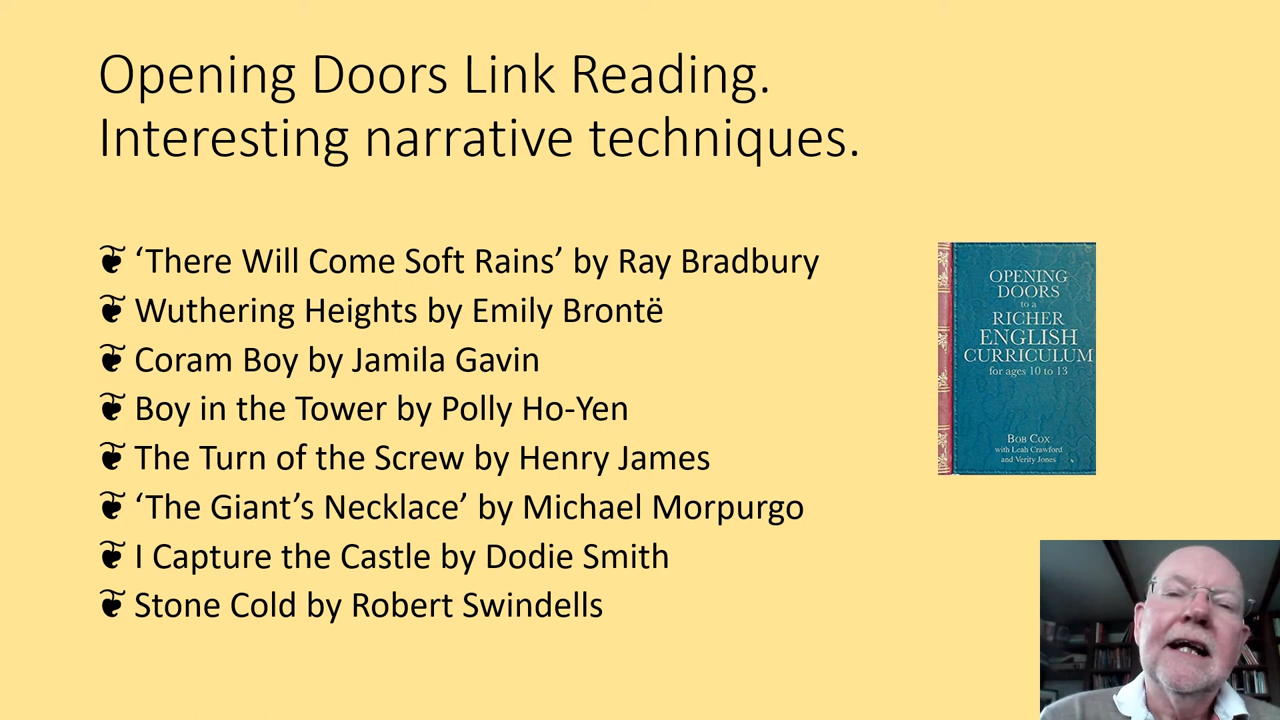 Opening Doors Link Reading.
Interesting narrative techniques.
❦ ‘There Will Come Soft Rains’ by Ray Bradbury
❦ Wuthering Heights by Emily Brontë
❦ Coram Boy by Jamila Gavin
❦ Boy in the Tower by Polly Ho-Yen
❦ The Turn of the Screw by Henry James
❦ ‘The Giant’s Necklace’ by Michael Morpurgo
❦ I Capture the Castle by Dodie Smith
❦ Stone Cold by Robert Swindells
OPENING
DOORS
to a
RICHER
ENGLISH
CURRICULUM
for ages 10 to 13
BOB COX
with Leah Crawford
and Verity Jones